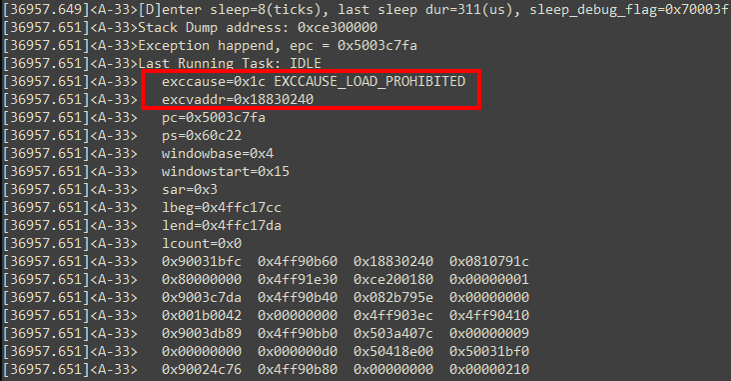 [36957.649]<A-33>[D]enter sleep=8(ticks), last sleep dur=311(us), sleep_debug_flag=0x70003f
[36957.651]<A-33>Stack Dump address: 0xce300000
[36957.651]<A-33>Exception happend, epc = 0x5003c7fa
[36957.651]<A-33>Last Running Task: IDLE
[36957.651]<A-33>   exccause=0x1c EXCCAUSE_LOAD_PROHIBITED
[36957.651]<A-33>   excvaddr=0x18830240
[36957.651]<A-33>   pc=0x5003c7fa
[36957.651]<A-33>   ps=0x60c22
[36957.651]<A-33>   windowbase=0x4
[36957.651]<A-33>   windowstart=0x15
[36957.651]<A-33>   sar=0x3
[36957.651]<A-33>   lbeg=0x4ffc17cc
[36957.651]<A-33>   lend=0x4ffc17da
[36957.651]<A-33>   lcount=0x0
[36957.651]<A-33>   0x90031bfc  0x4ff90b60  0x18830240  0x0810791c
[36957.651]<A-33>   0x80000000  0x4ff91e30  0xce200180  0x00000001
[36957.651]<A-33>   0x9003c7da  0x4ff90b40  0x082b795e  0x00000000
[36957.651]<A-33>   0x001b0042  0x00000000  0x4ff903ec  0x4ff90410
[36957.651]<A-33>   0x9003db89  0x4ff90bb0  0x503a407c  0x00000009
[36957.651]<A-33>   0x00000000  0x000000d0  0x50418e00  0x50031bf0
[36957.651]<A-33>   0x90024c76  0x4ff90b80  0x00000000  0x00000210